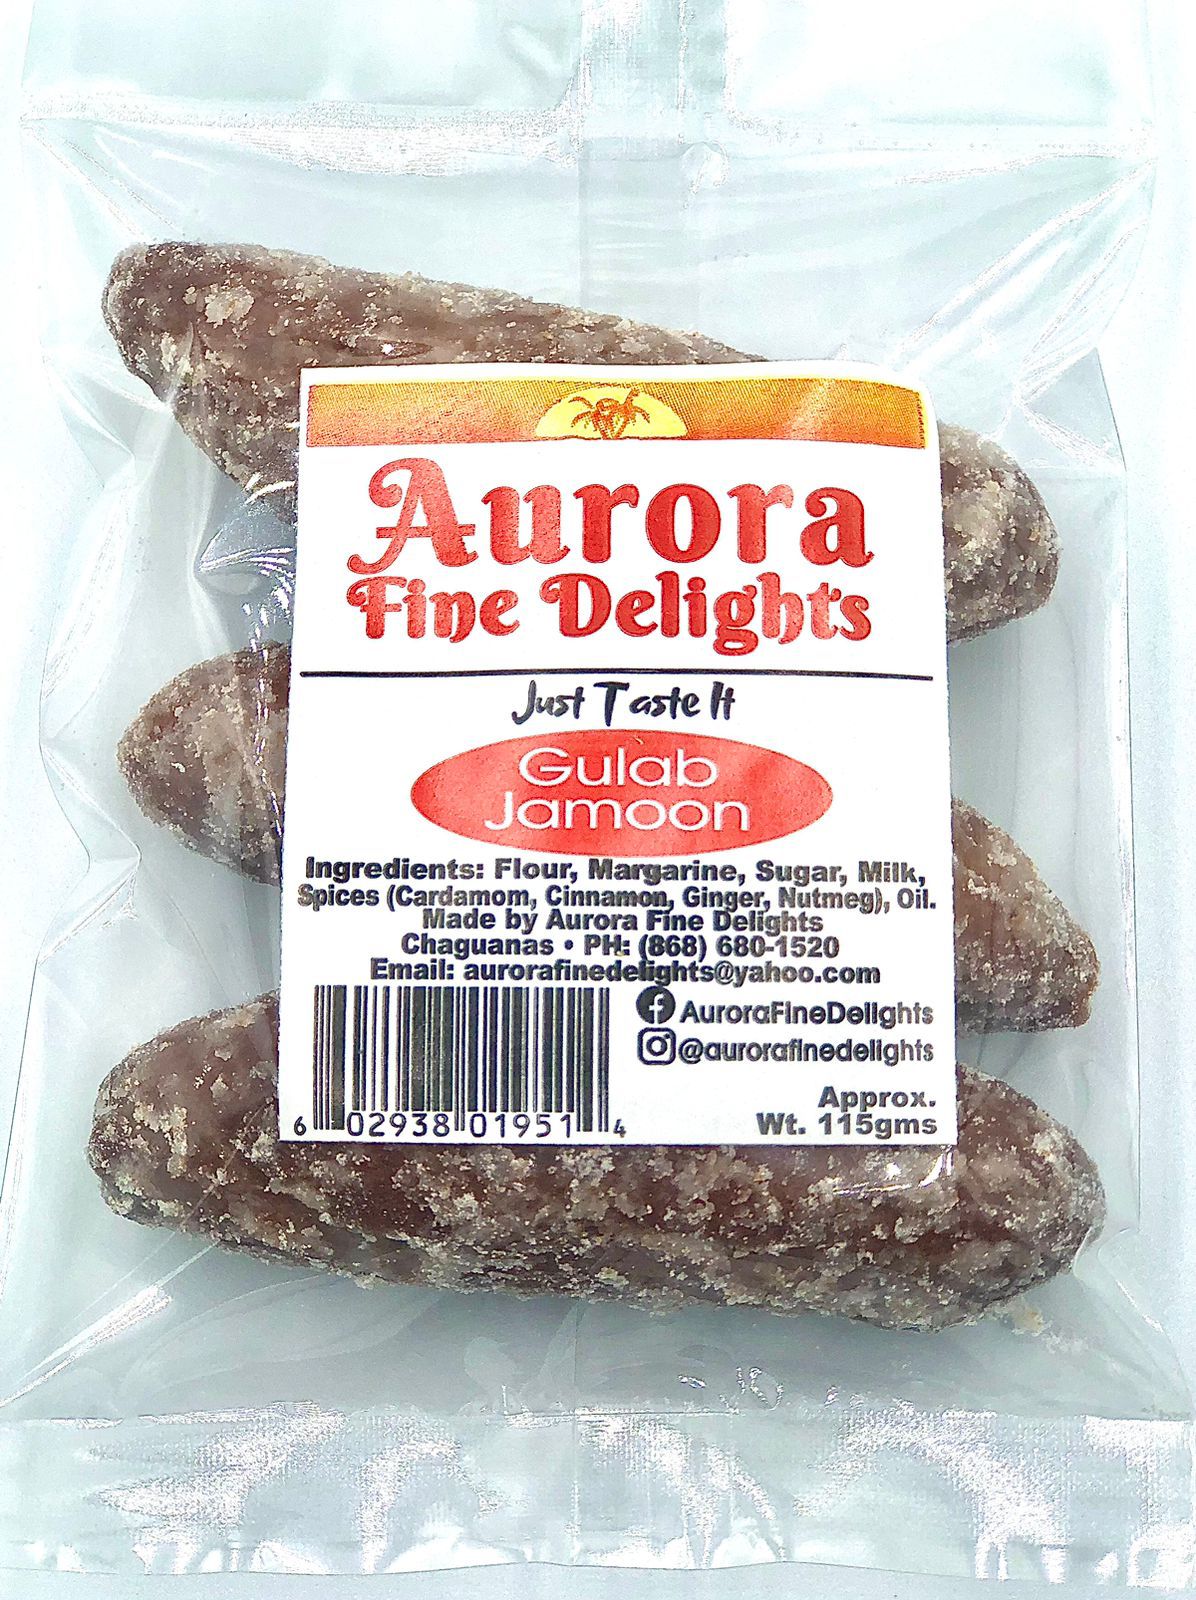 Aurora
Fine Delights
Just Taste It
Gulab
Jamoon
Ingredients: Flour, Margarine, Sugar, Milk,
Spices (Cardamom, Cinnamon, Ginger, Nutmeg), Oil.
Made by Aurora Fine Delights
Chaguanas • PH: (868) 680-1520
Email: aurorafinedelights@yahoo.com
AuroraFineDelights
@aurorafinedelights
Approx.
Wt. 115gms
6 02938 01951 4